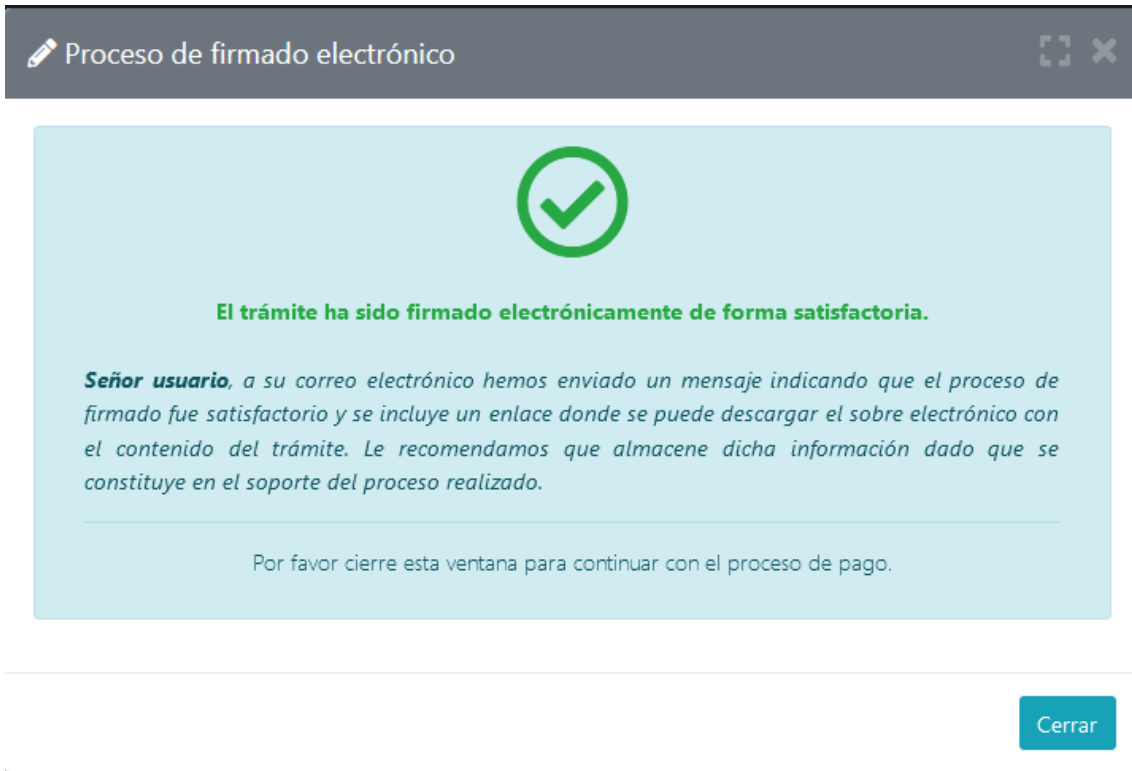 Proceso de firmado electrónico
El trámite ha sido firmado electrónicamente de forma satisfactoria.
Señor usuario, a su correo electrónico hemos enviado un mensaje indicando que el proceso de
firmado fue satisfactorio y se incluye un enlace donde se puede descargar el sobre electrónico con
el contenido del trámite. Le recomendamos que almacene dicha información dado que se
constituye en el soporte del proceso realizado.
Por favor cierre esta ventana para continuar con el proceso de pago.
Cerrar